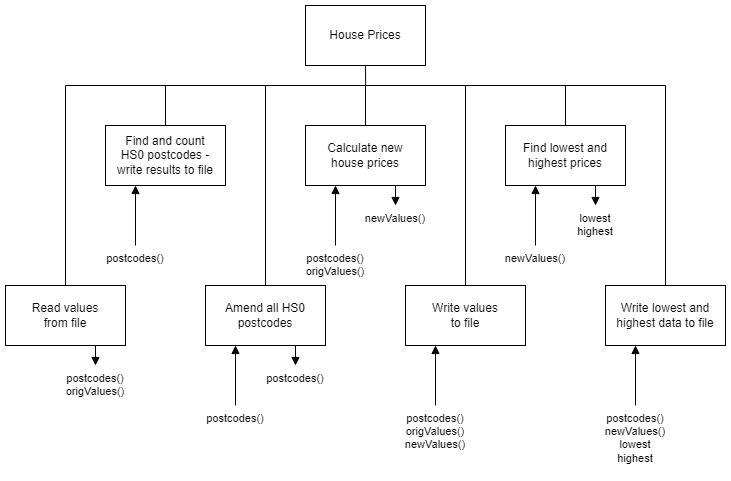 House Prices
Find and count
HS0 postcodes -
write results to file
Calculate new
house prices
Find lowest and
highest prices
newValues()
lowest
highest
postcodes()
postcodes()
origValues()
newValues()
Read values
from file
Amend all HS0
postcodes
Write values
to file
Write lowest and
highest data to file
postcodes()
origValues()
postcodes()
postcodes()
postcodes()
origValues()
newValues()
postcodes()
newValues()
lowest
highest